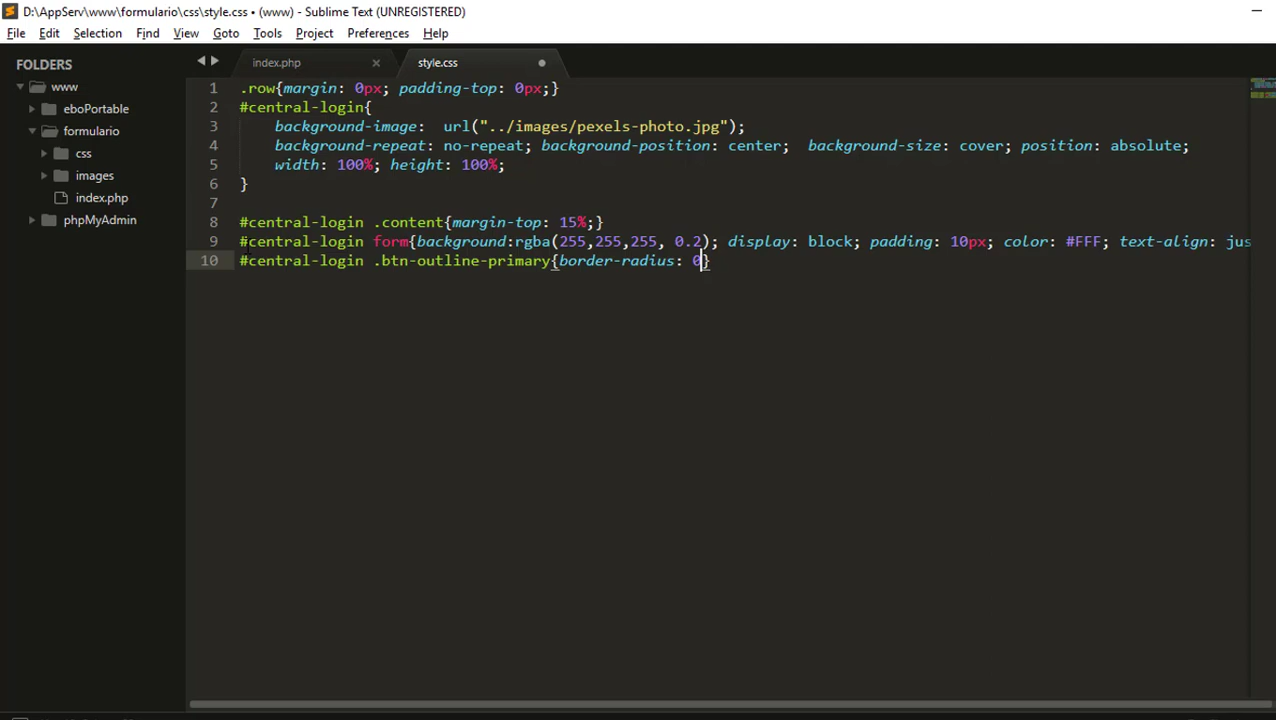 D:\AppServ\www\formulario\css\style.css • (www) - Sublime Text (UNREGISTERED)
File Edit Selection Find View Goto Tools Project Preferences Help
FOLDERS
www
eboPortable
formulario
css
images
index.php
phpMyAdmin
index.php style.css
1 .row{margin: 0px; padding-top: 0px;}
2 #central-login{
3 background-image: url("../images/pexels-photo.jpg");
4 background-repeat: no-repeat; background-position: center; background-size: cover; position: absolute;
5 width: 100%; height: 100%;
6 }
7
8 #central-login .content{margin-top: 15%;}
9 #central-login form{background:rgba(255,255,255, 0.2); display: block; padding: 10px; color: #FFF; text-align: jus
10 #central-login .btn-outline-primary{border-radius: 0}